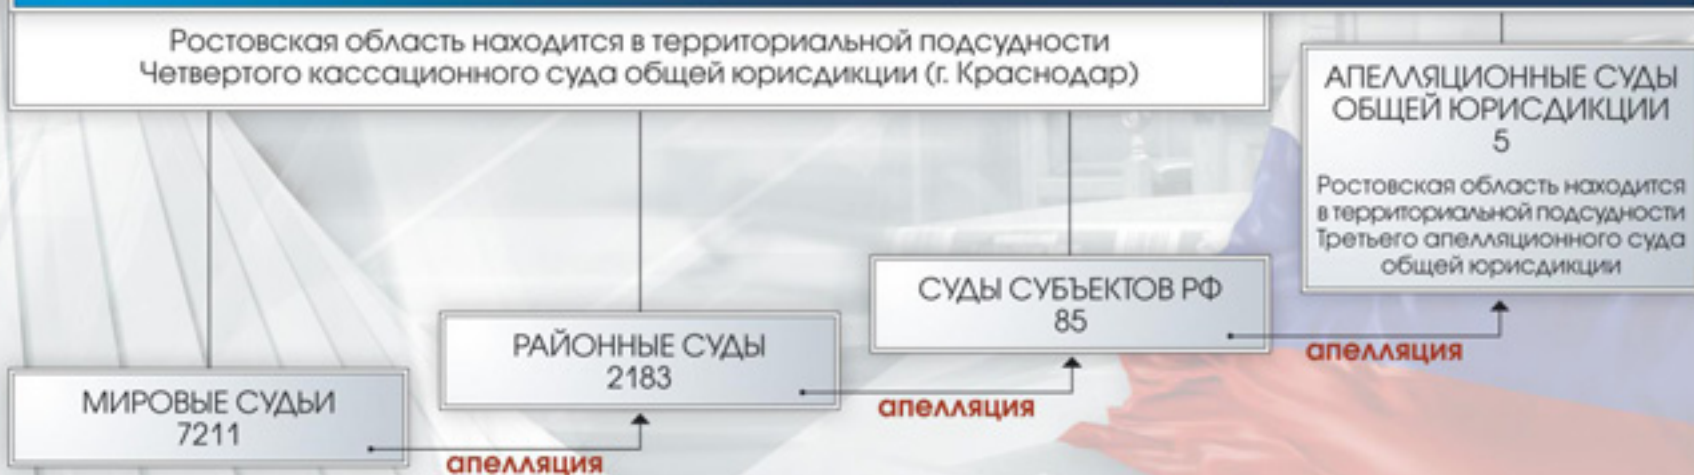 Ростовская область находится в территориальной подсудности
Четвертого кассационного суда общей юрисдикции (г. Краснодар)
АПЕЛЛЯЦИОННЫЕ СУДЫ
ОБЩЕЙ ЮРИСДИКЦИИ
5
Ростовская область находится
в территориальной подсудности
Третьего апелляционного суда
общей юрисдикции
СУДЫ СУБЪЕКТОВ РФ
85
апелляция
РАЙОННЫЕ СУДЫ
2183
апелляция
МИРОВЫЕ СУДЬИ
7211
апелляция